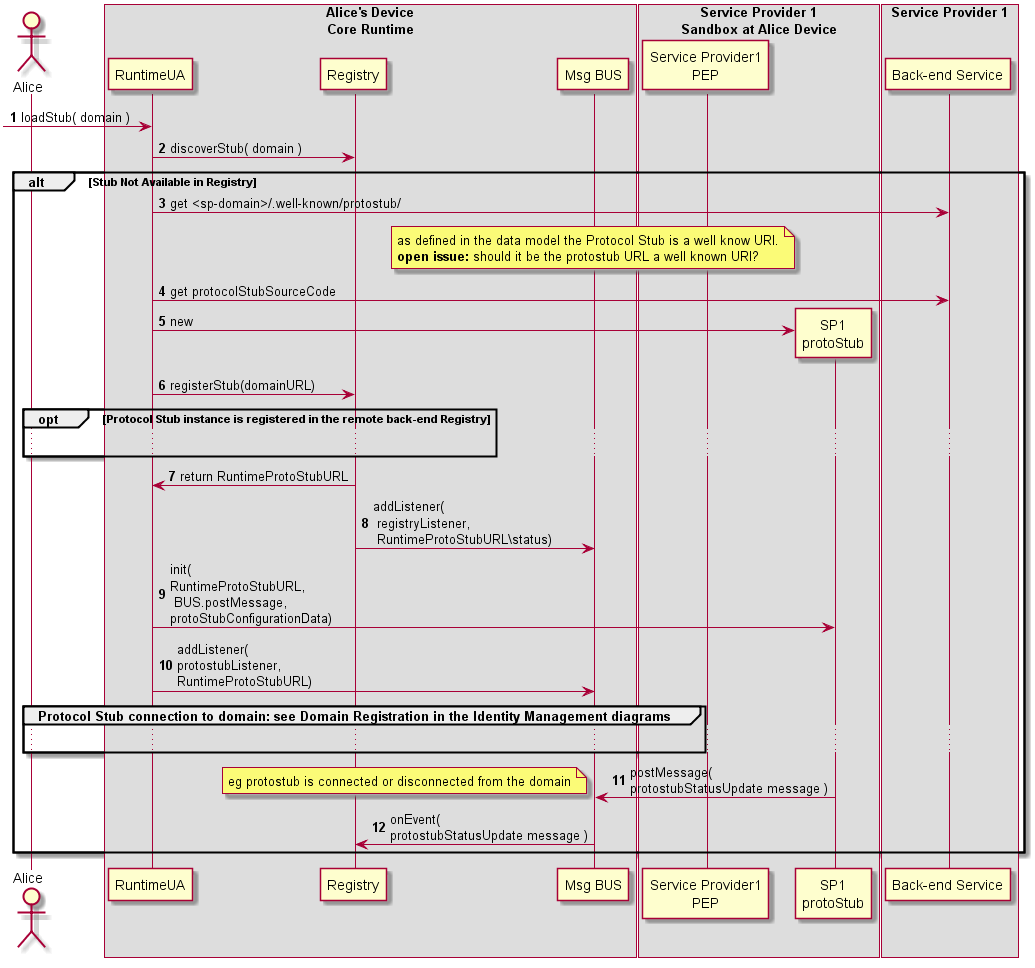 Alice's Device
Core Runtime
Service Provider 1
Sandbox at Alice Device
Service Provider 1
Alice
RuntimeUA
Registry
Msg BUS
Service Provider1
PEP
Back-end Service
1 loadStub( domain )
2 discoverStub( domain )
alt [Stub Not Available in Registry]
3 get <sp-domain>/.well-known/protostub/
as defined in the data model the Protocol Stub is a well know URI.
open issue: should it be the protostub URL a well known URI?
4 get protocolStubSourceCode
5 new
SP1
protoStub
6 registerStub(domainURL)
opt [Protocol Stub instance is registered in the remote back-end Registry]
7 return RuntimeProtoStubURL
addListener(
8 registryListener,
RuntimeProtoStubURL\status)
init(
RuntimeProtoStubURL,
9 BUS.postMessage,
protoStubConfigurationData)
addListener(
10 protostubListener,
RuntimeProtoStubURL)
Protocol Stub connection to domain: see Domain Registration in the Identity Management diagrams
eg protostub is connected or disconnected from the domain
11 postMessage(
protostubStatusUpdate message )
12 onEvent(
protostubStatusUpdate message )
Alice
RuntimeUA
Registry
Msg BUS
Service Provider1
PEP
SP1
protoStub
Back-end Service